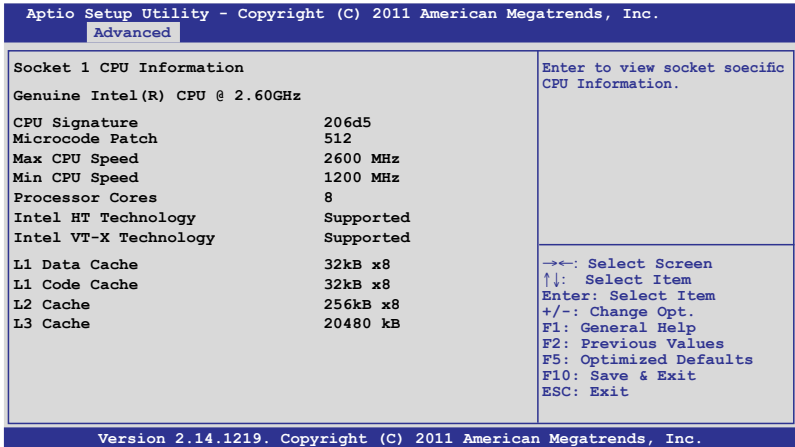 Aptio Setup Utility - Copyright (C) 2011 American Megatrends, Inc.
Advanced
Socket 1 CPU Information
Genuine Intel(R) CPU @ 2.60GHz
CPU Signature 206d5
Microcode Patch 512
Max CPU Speed 2600 MHz
Min CPU Speed 1200 MHz
Processor Cores 8
Intel HT Technology Supported
Intel VT-X Technology Supported
L1 Data Cache 32kB x8
L1 Code Cache 32kB x8
L2 Cache 256kB x8
L3 Cache 20480 kB
Enter to view socket soecific
CPU Information.
→←: Select Screen
↑↓: Select Item
Enter: Select Item
+/-: Change Opt.
F1: General Help
F2: Previous Values
F5: Optimized Defaults
F10: Save & Exit
ESC: Exit
Version 2.14.1219. Copyright (C) 2011 American Megatrends, Inc.